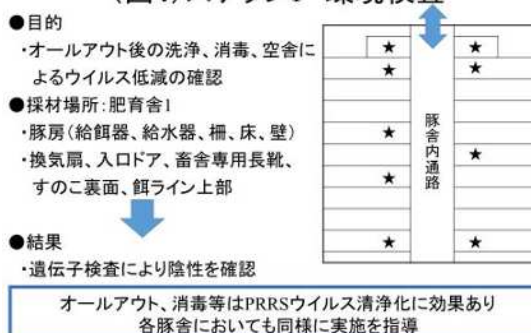 ●目的
・オールアウト後の洗浄、消毒、空舎に
よるウイルス低減の確認
●採材場所:肥育舎1
・豚房(給餌器、給水器、柵、床、壁)
・換気扇、入口ドア、畜舎専用長靴、
すのこ裏面、餌ライン上部
●結果
・遺伝子検査により陰性を確認
豚舎内通路
オールアウト、消毒等はPRRSウイルス清浄化に効果あり
各豚舎においても同様に実施を指導